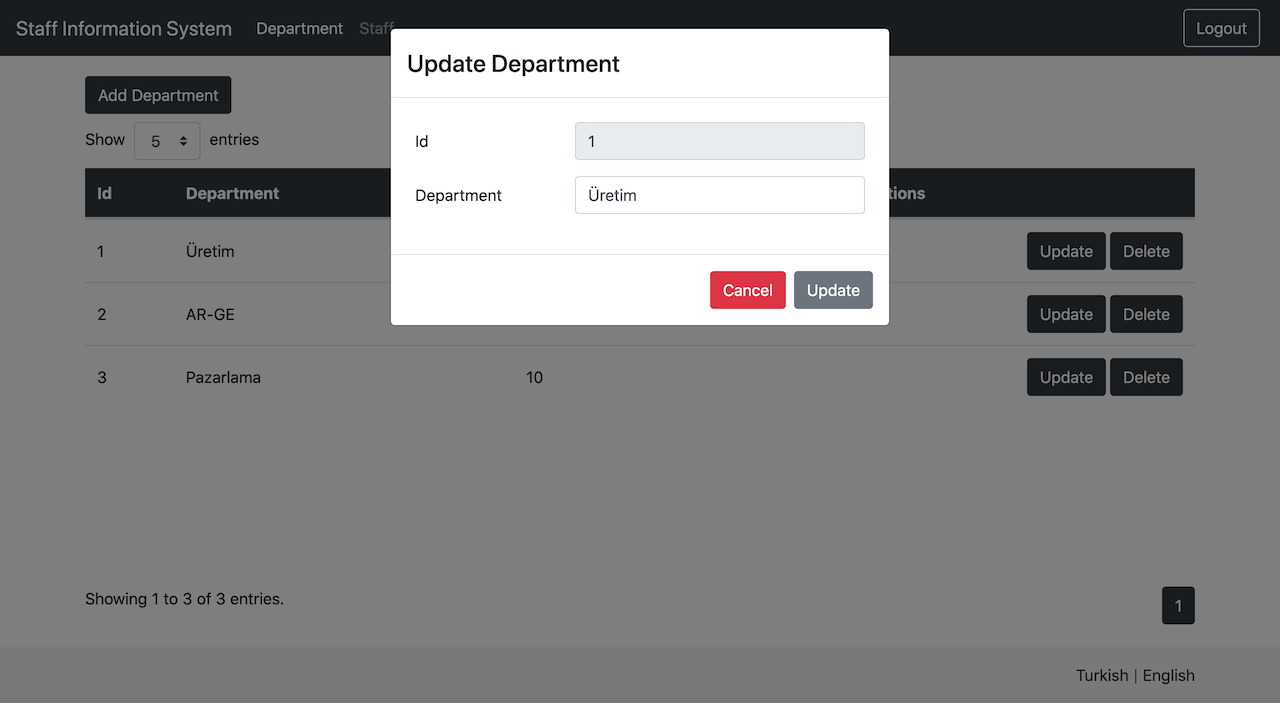 Staff Information System Department Staff Logout
Update Department
Add Department
Show 5 entries
Id 1
Department Üretim
Cancel Update
Id Department
1 Üretim Update Delete
2 AR-GE Update Delete
3 Pazarlama 10 Update Delete
Showing 1 to 3 of 3 entries.
1
Turkish | English